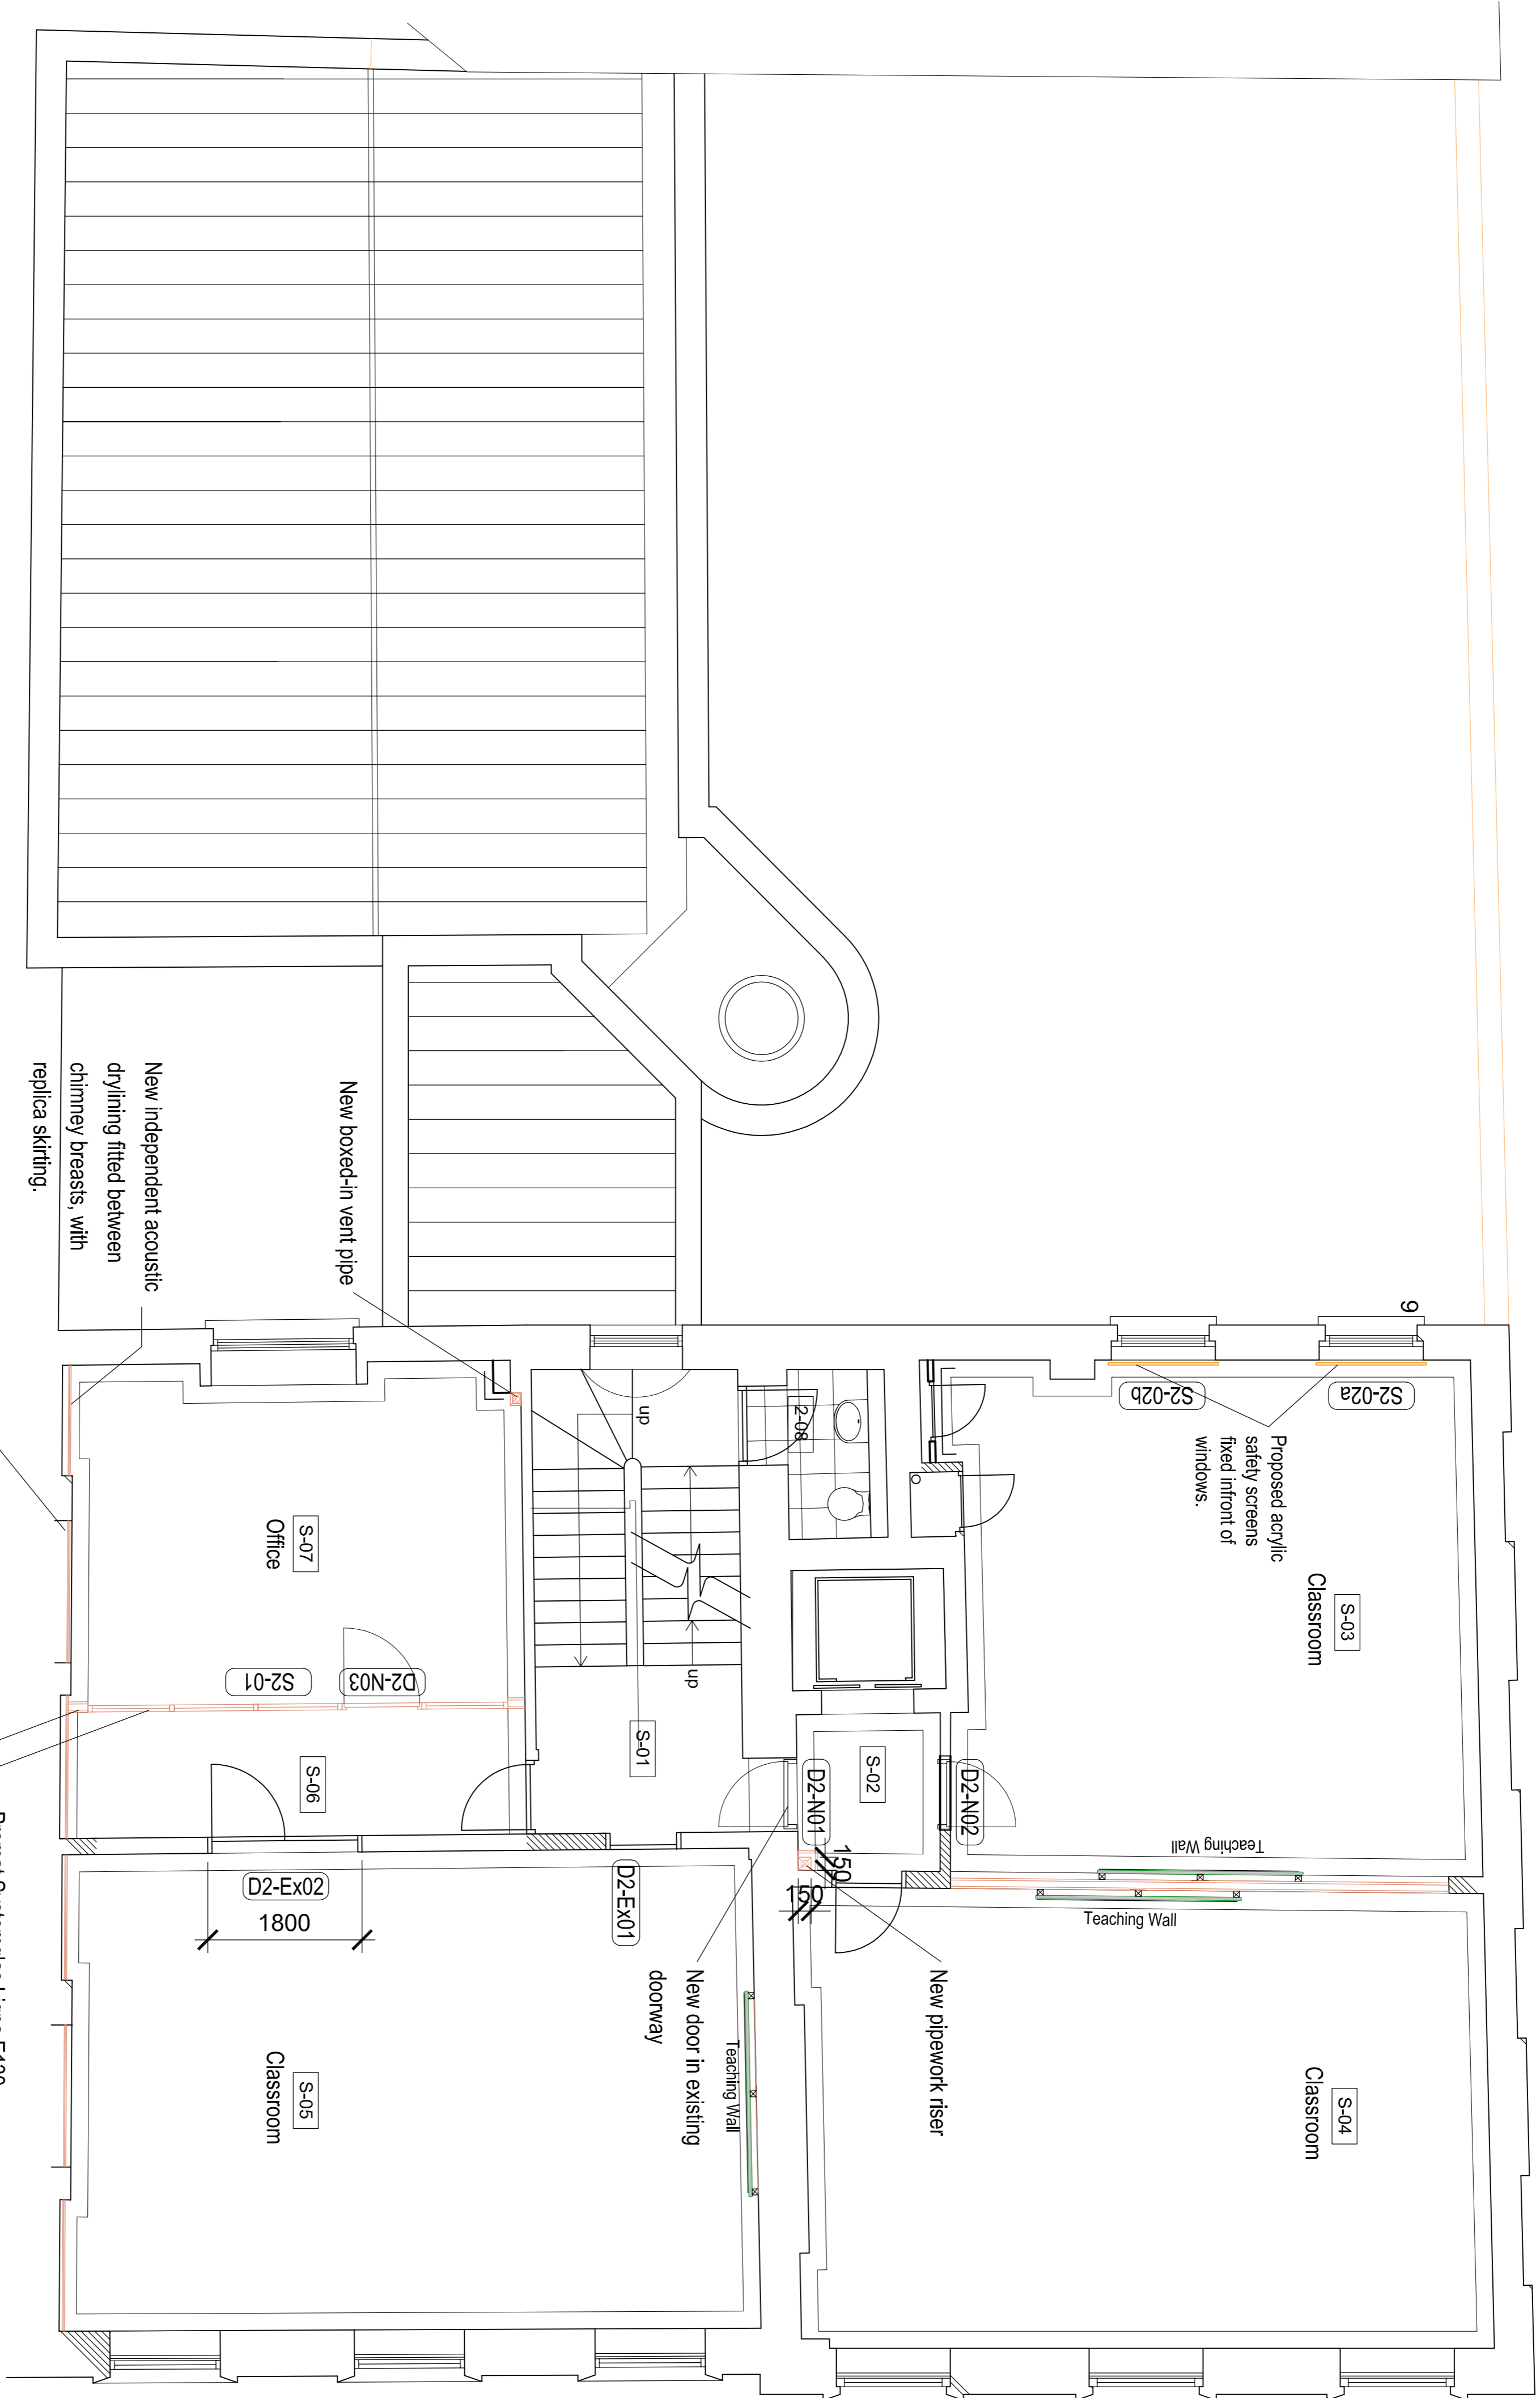 9
S2-02a
S2-02b
Proposed acrylic
safety screens
fixed infront of
windows.
S-03
Classroom
Teaching Wall
Teaching Wall
S-04
Classroom
2-08
up
up
S-01
S-02
D2-N01
D2-N02
150
150
New pipework riser
New door in existing
doorway
D2-Ex01
D2-Ex02
1800
Teaching Wall
S-05
Classroom
S-06
S-07
Office
S2-01
D2-N03
New boxed-in vent pipe
New independent acoustic
drylining fitted between
chimney breasts, with
replica skirting.